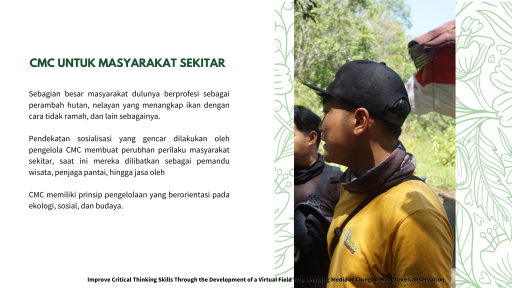 CMC UNTUK MASYARAKAT SEKITAR
Sebagian besar masyarakat dulunya berprofesi sebagai
perambah hutan, nelayan yang menangkap ikan dengan
cara tidak ramah, dan lain sebagainya.
Pendekatan sosialisasi yang gencar dilakukan oleh
pengelola CMC membuat perubhan perilaku masyarakat
sekitar, saat ini mereka dilibatkan sebagai pemandu
wisata, penjaga pantai, hingga jasa oleh
CMC memiliki prinsip pengelolaan yang berorientasi pada
ekologi, sosial, dan budaya.
Improve Critical Thinking Skills Through the Development of a Virtual Field Trip Learning Media at Clungup Mangrove Conservation